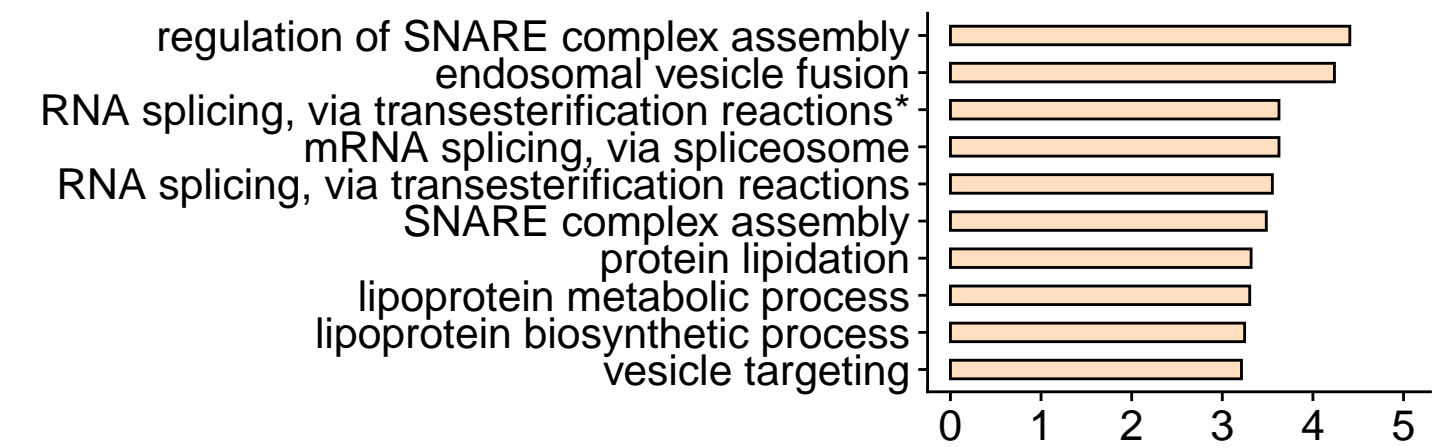 regulation of SNARE complex assembly
endosomal vesicle fusion
RNA splicing, via transesterification reactions*
mRNA splicing, via spliceosome
RNA splicing, via transesterification reactions
SNARE complex assembly
protein lipidation
lipoprotein metabolic process
lipoprotein biosynthetic process
vesicle targeting
0 1 2 3 4 5